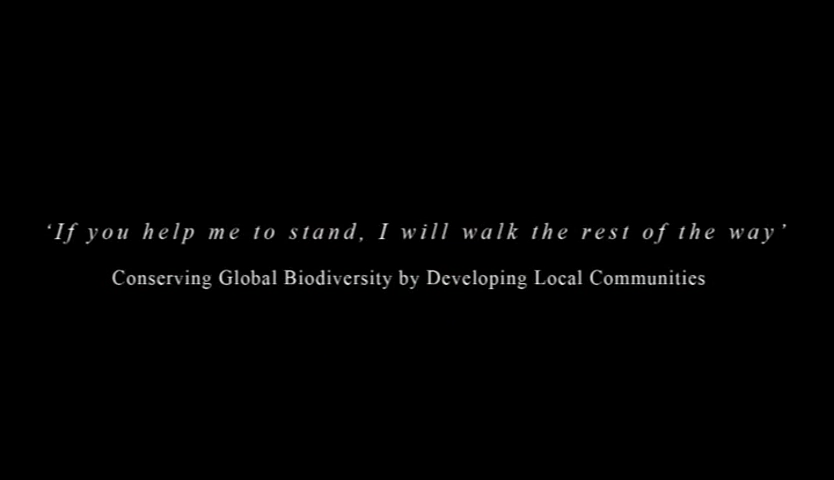 ‘If you help me to stand, I will walk the rest of the way’
Conserving Global Biodiversity by Developing Local Communities